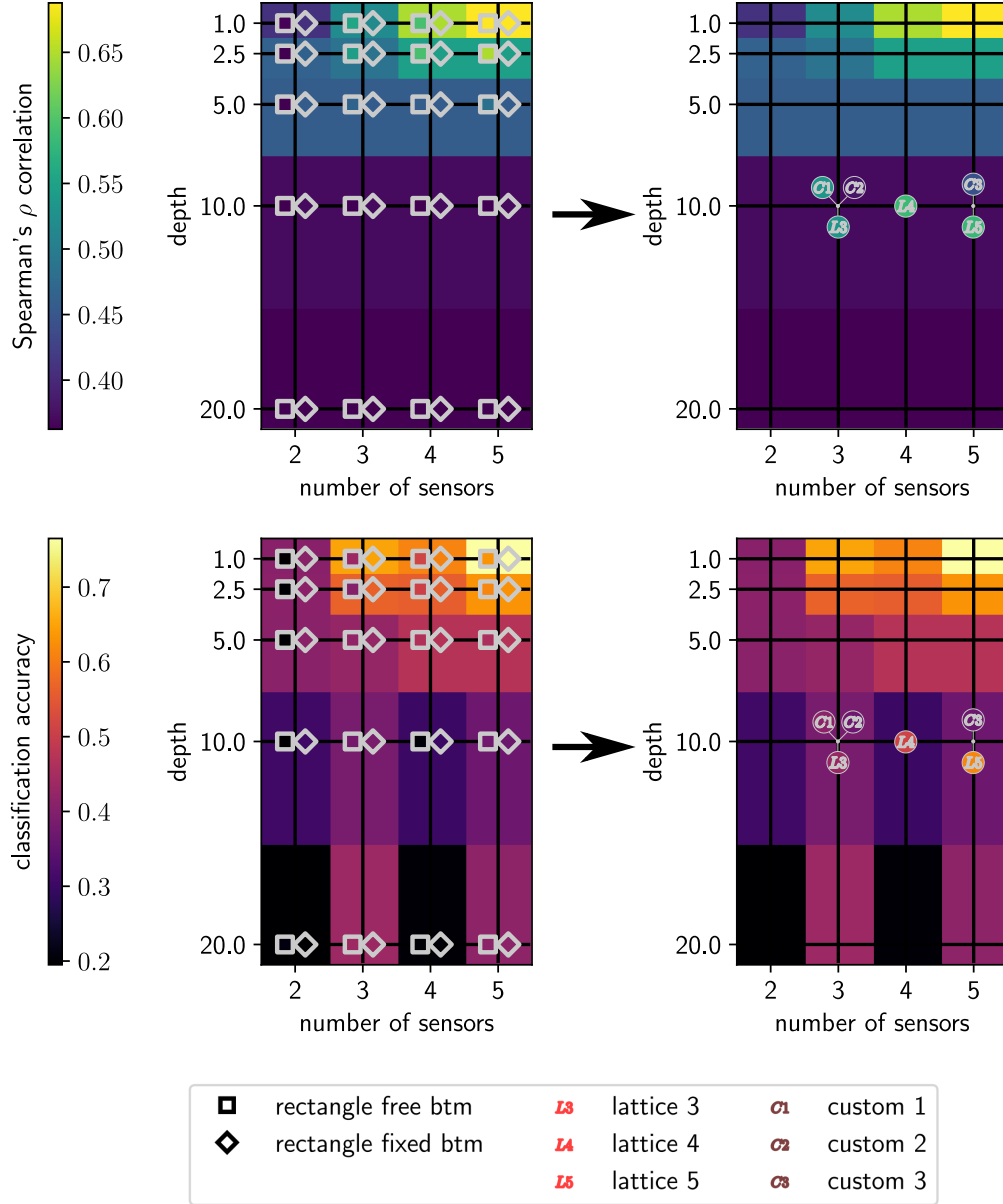 Spearman's ρ correlation
0.65
0.60
0.55
0.50
0.45
0.40
depth
1.0
2.5
5.0
10.0
20.0
2 3 4 5
number of sensors
depth
1.0
2.5
5.0
10.0
20.0
C1 C2 C3
L4
L3 L5
2 3 4 5
number of sensors
classification accuracy
0.7
0.6
0.5
0.4
0.3
0.2
depth
1.0
2.5
5.0
10.0
20.0
2 3 4 5
number of sensors
depth
1.0
2.5
5.0
10.0
20.0
C1 C2 C3
L4
L3 L5
2 3 4 5
number of sensors
rectangle free btm L3 lattice 3 C1 custom 1
rectangle fixed btm L4 lattice 4 C2 custom 2
L5 lattice 5 C3 custom 3